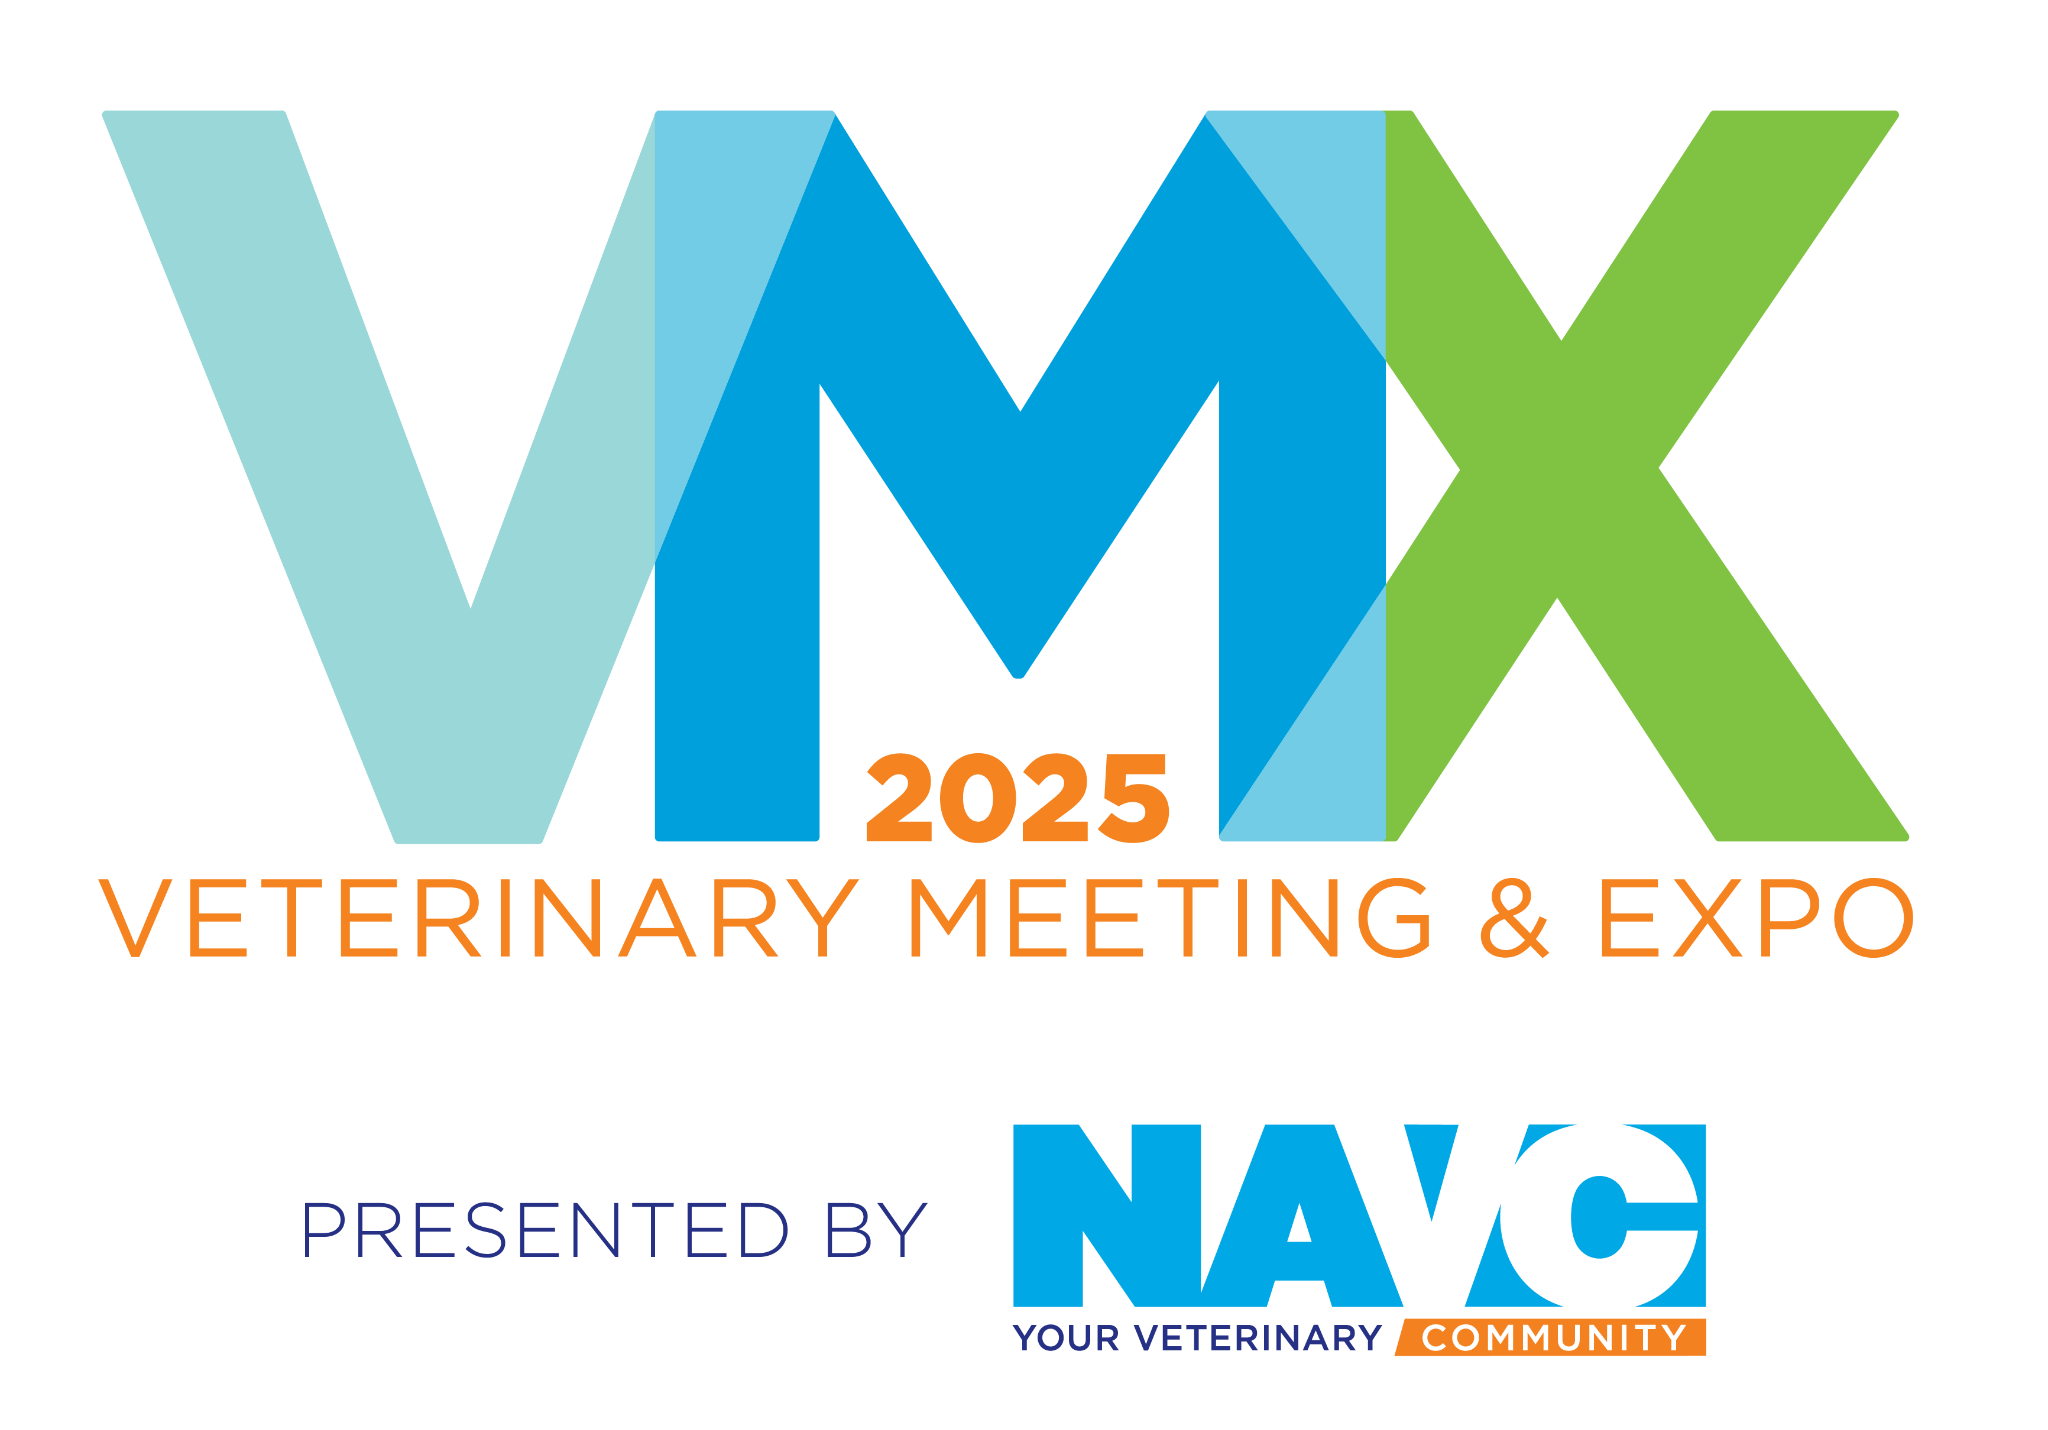 VMX
2025
VETERINARY MEETING & EXPO
PRESENTED BY NAVC
YOUR VETERINARY COMMUNITY